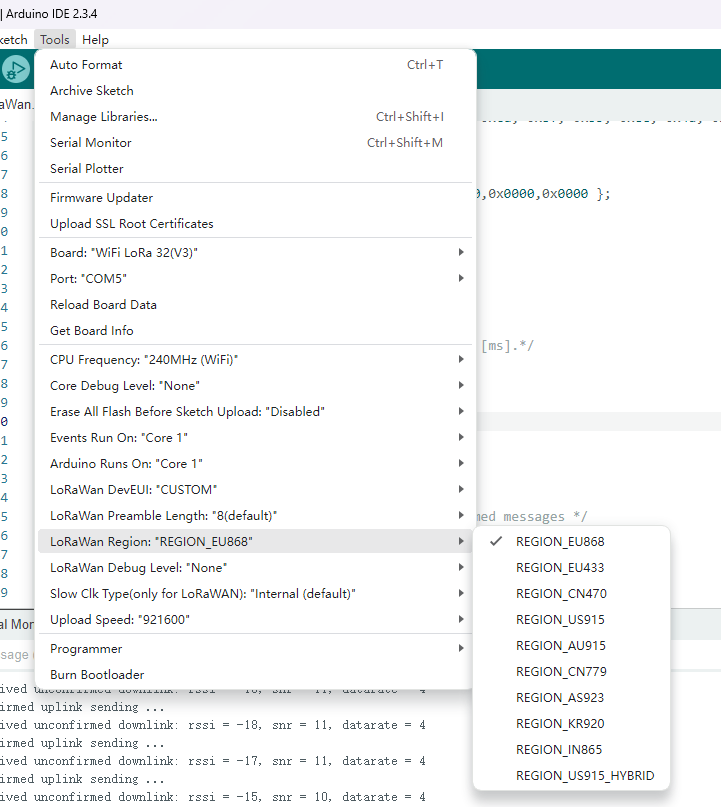 | Arduino IDE 2.3.4
ketch Tools Help
Auto Format Ctrl+T
Archive Sketch
Manage Libraries... Ctrl+Shift+I
Serial Monitor Ctrl+Shift+M
Serial Plotter
Firmware Updater
Upload SSL Root Certificates
Board: "WiFi LoRa 32(V3)"
Port: "COM5"
Reload Board Data
Get Board Info
CPU Frequency: "240MHz (WiFi)"
Core Debug Level: "None"
Erase All Flash Before Sketch Upload: "Disabled"
Events Run On: "Core 1"
Arduino Runs On: "Core 1"
LoRaWan DevEUI: "CUSTOM"
LoRaWan Preamble Length: "8(default)"
LoRaWan Region: "REGION_EU868"
LoRaWan Debug Level: "None"
Slow Clk Type(only for LoRaWAN): "Internal (default)"
Upload Speed: "921600"
Programmer
Burn Bootloader
REGION_EU868
REGION_EU433
REGION_CN470
REGION_US915
REGION_AU915
REGION_CN779
REGION_AS923
REGION_KR920
REGION_IN865
REGION_US915_HYBRID
aWan.
5
6
7
8 0,0x0000,0x0000 };
9
0
1
2
3
4
5
6 [ms].*/
7
8
9
0
1
2
3
4
5 med messages */
6
7
8
9
al Mon
sage (
ived unconfirmed downlink: rssi = -16, snr = 11, datarate = 4
irmed uplink sending ...
ived unconfirmed downlink: rssi = -18, snr = 11, datarate = 4
irmed uplink sending ...
ived unconfirmed downlink: rssi = -17, snr = 11, datarate = 4
irmed uplink sending ...
ived unconfirmed downlink: rssi = -15, snr = 10, datarate = 4